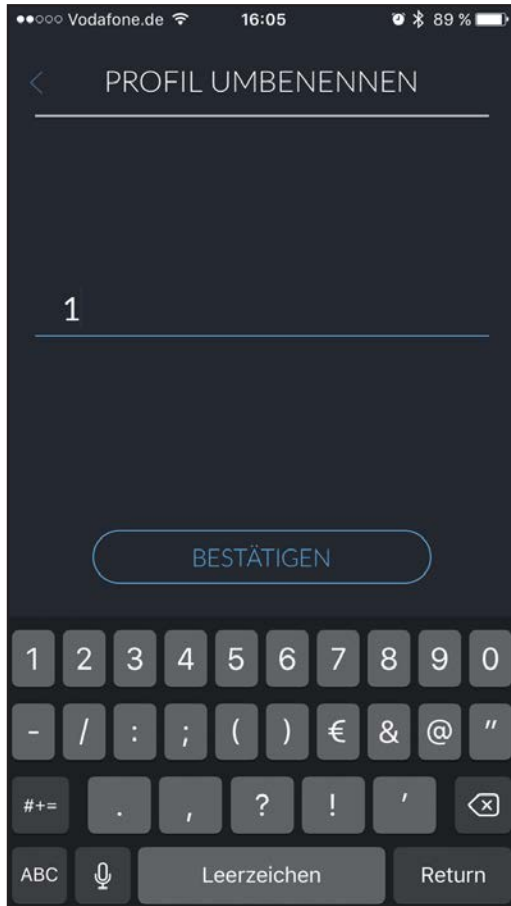 Vodafone.de 16:05 89 %
PROFIL UMBENENNEN
1
BESTÄTIGEN
1 2 3 4 5 6 7 8 9 0
- / : ; ( ) € & @ "
#+= . , ? ! '
ABC Leerzeichen Return